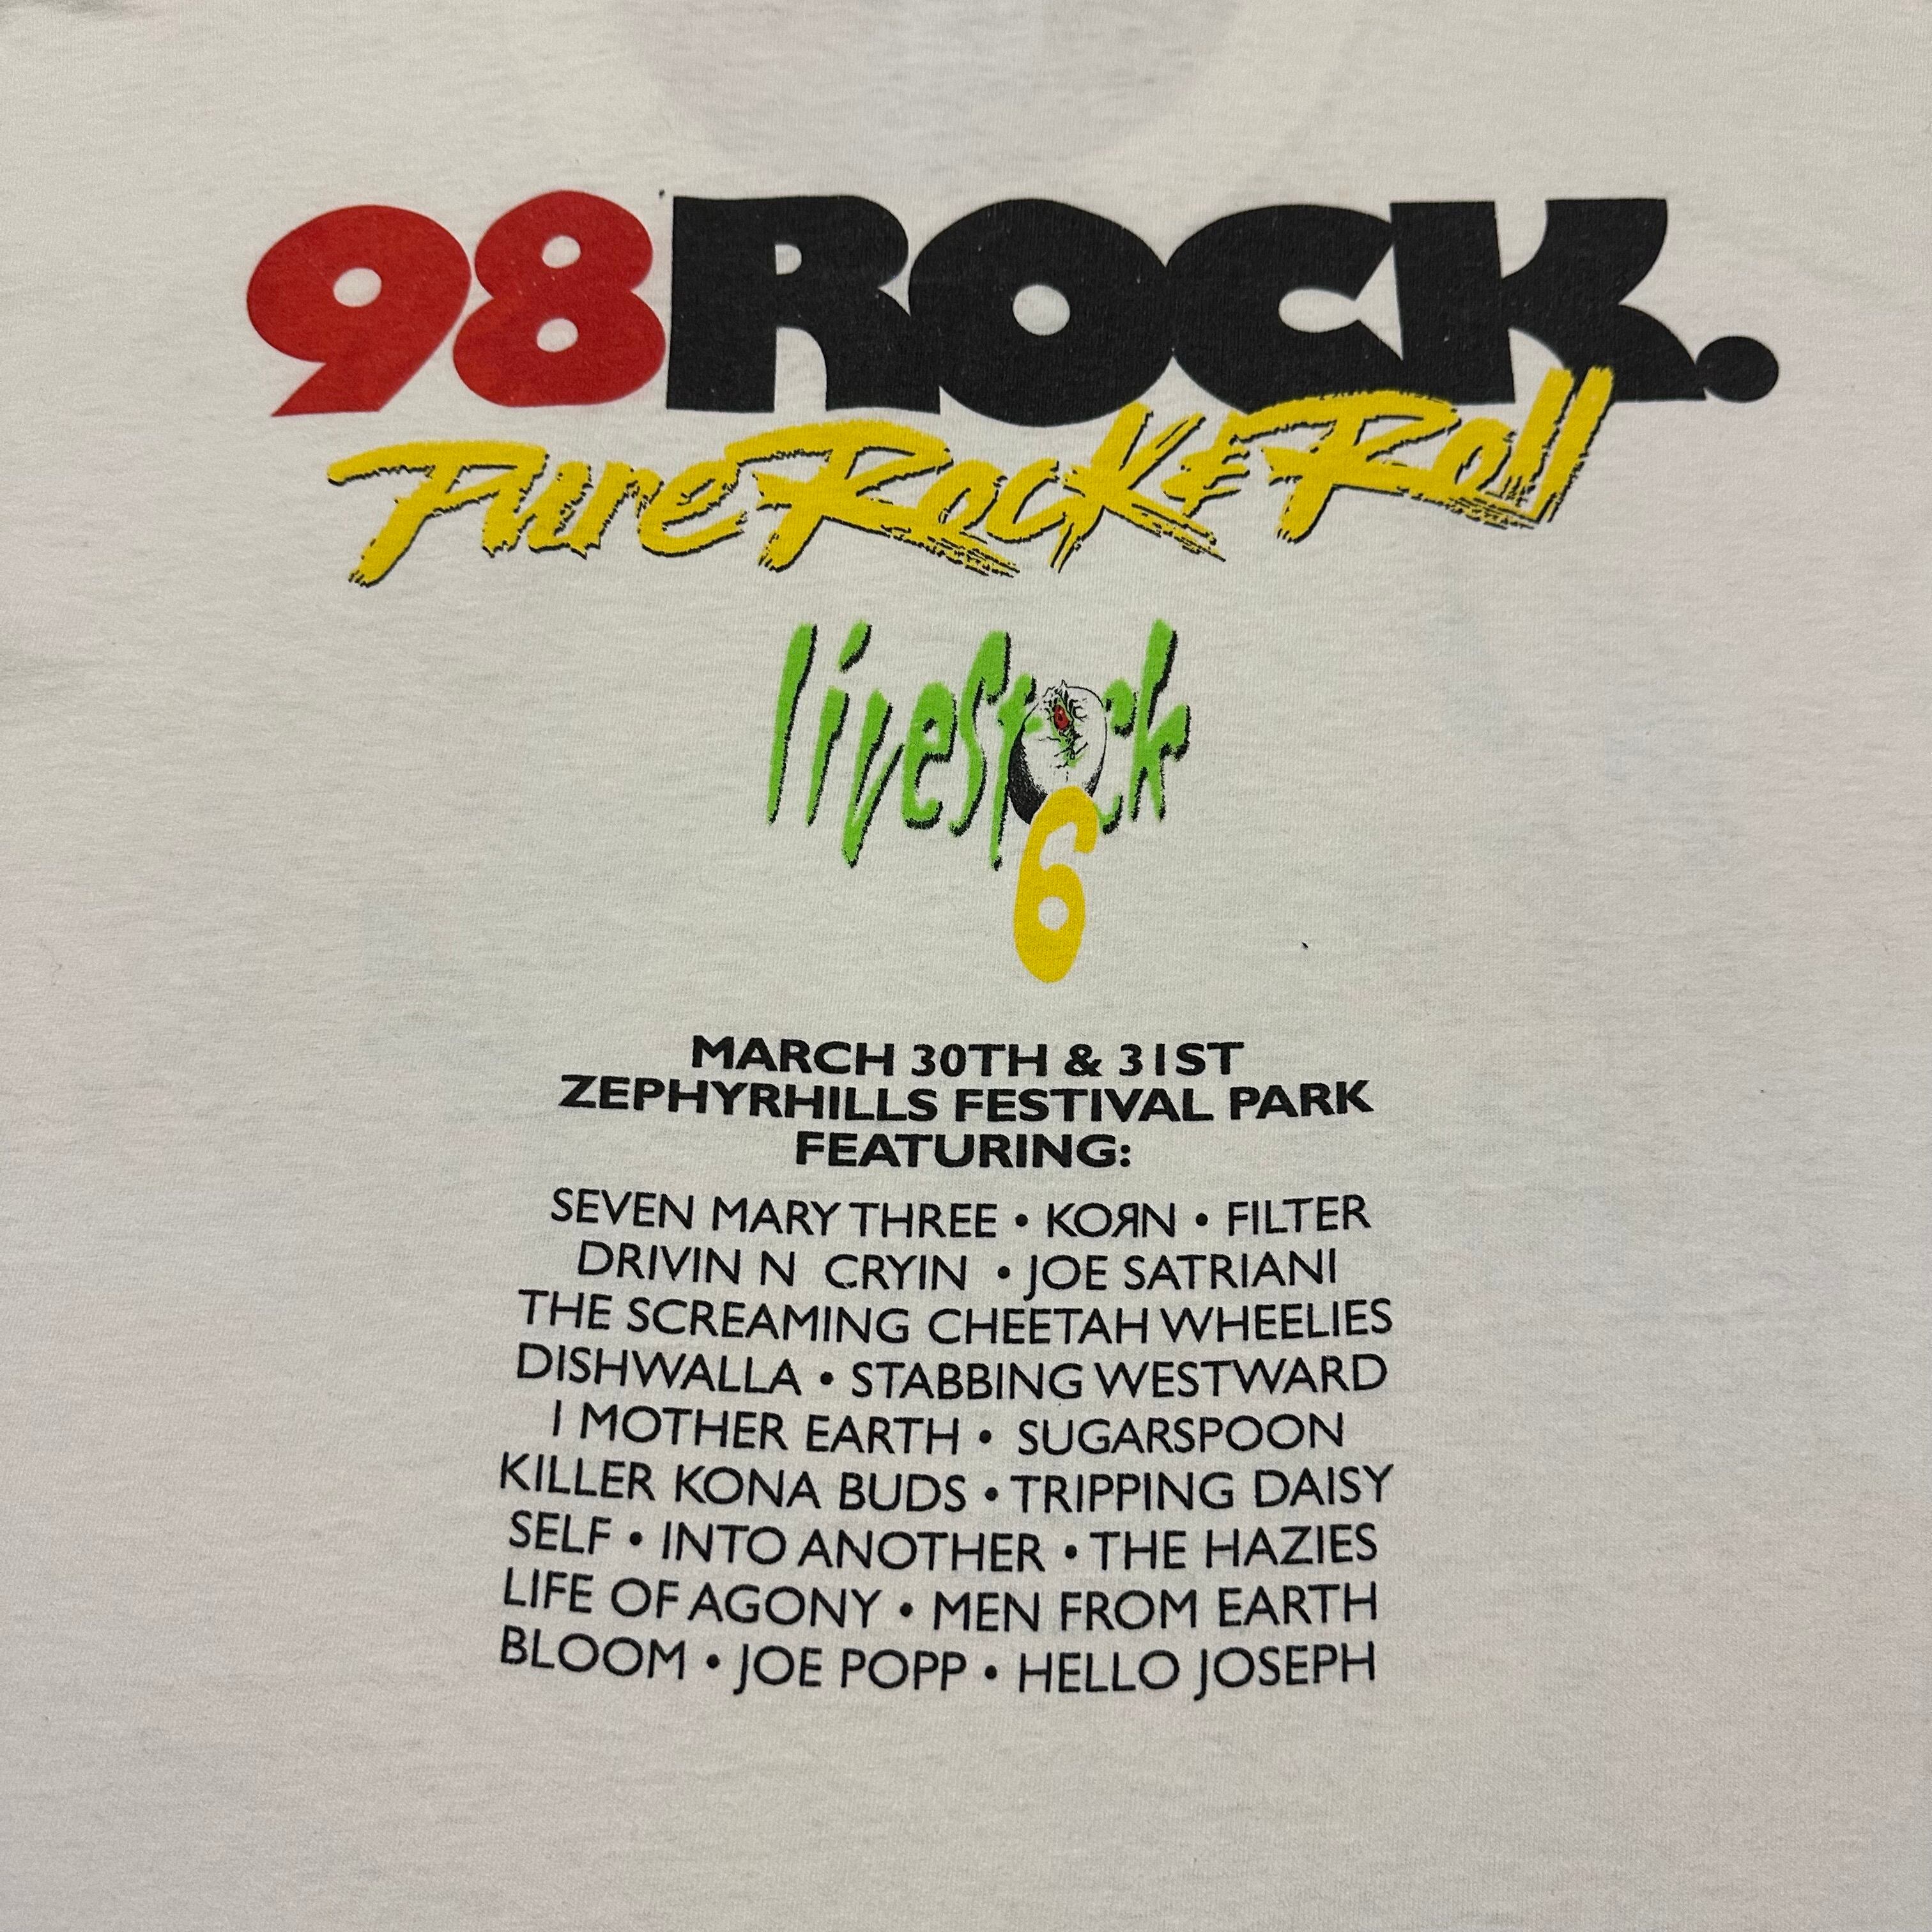 98ROCK.
Pure Rock & Roll
livestock
6
MARCH 30TH & 31ST
ZEPHYRHILLS FESTIVAL PARK
FEATURING:
SEVEN MARY THREE • KOЯN • FILTER
DRIVIN N CRYIN • JOE SATRIANI
THE SCREAMING CHEETAH WHEELIES
DISHWALLA • STABBING WESTWARD
I MOTHER EARTH • SUGARSPOON
KILLER KONA BUDS • TRIPPING DAISY
SELF • INTO ANOTHER • THE HAZIES
LIFE OF AGONY • MEN FROM EARTH
BLOOM • JOE POPP • HELLO JOSEPH